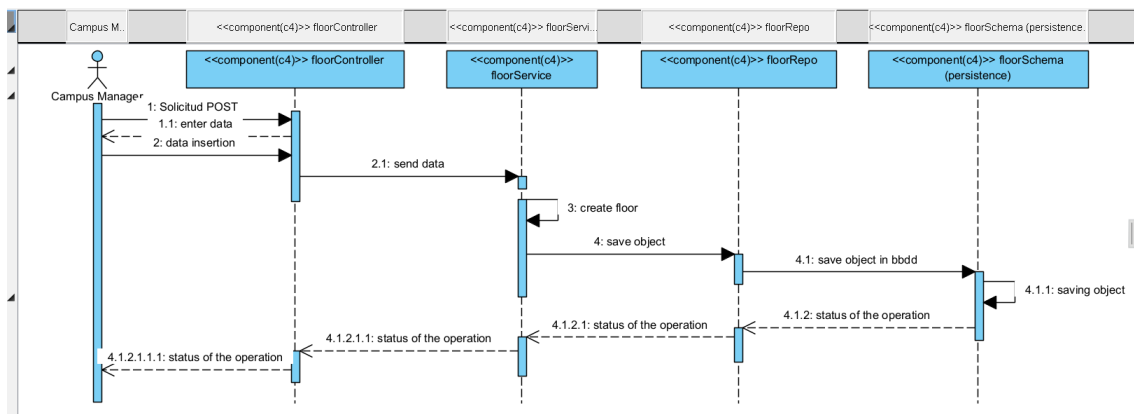 Campus M..
<<component(c4)>> floorController
<<component(c4)>> floorServi...
<<component(c4)>> floorRepo
<<component(c4)>> floorSchema (persistence.
<<component(c4)>> floorController
<<component(c4)>>
floorService
<<component(c4)>> floorRepo
<<component(c4)>> floorSchema
(persistence)
Campus Manager
1: Solicitud POST
1.1: enter data
2: data insertion
2.1: send data
3: create floor
4: save object
4.1: save object in bbdd
4.1.1: saving object
4.1.2: status of the operation
4.1.2.1: status of the operation
4.1.2.1.1: status of the operation
4.1.2.1.1.1: status of the operation